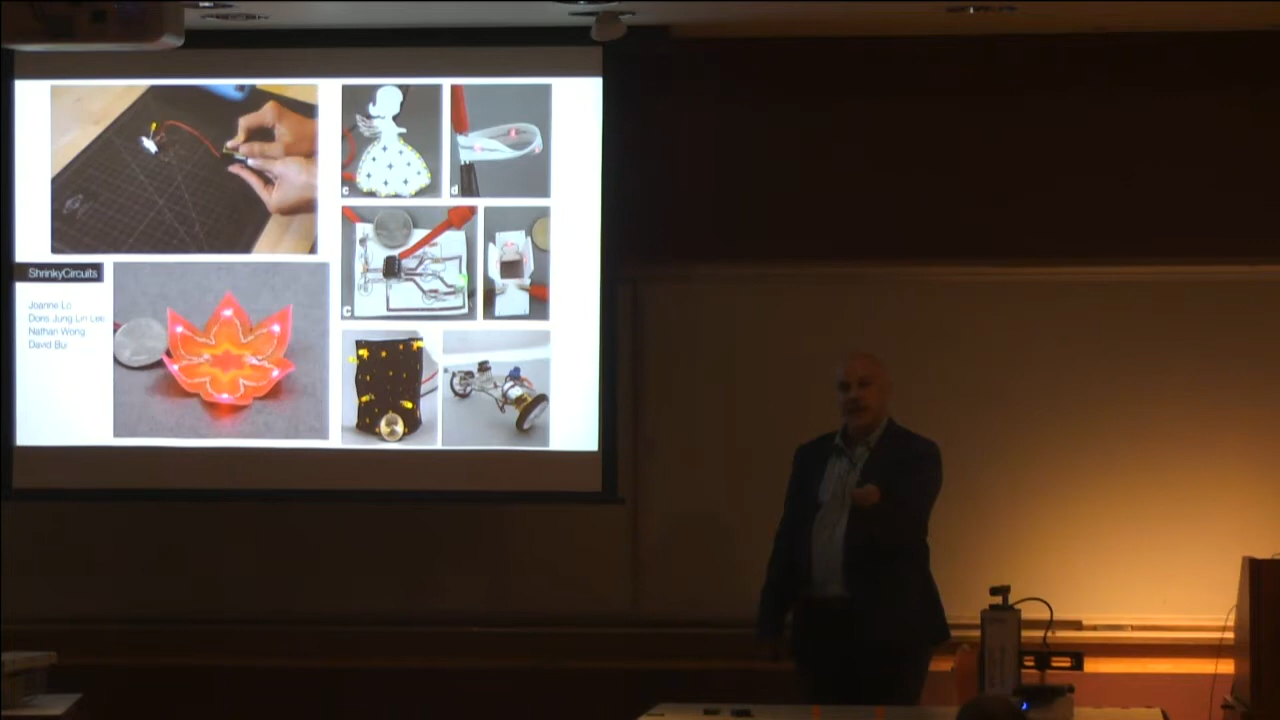 c
d
c
ShrinkyCircuits
Joanne Lo
Doris Jung Lin Lee
Nathan Wong
David Bui